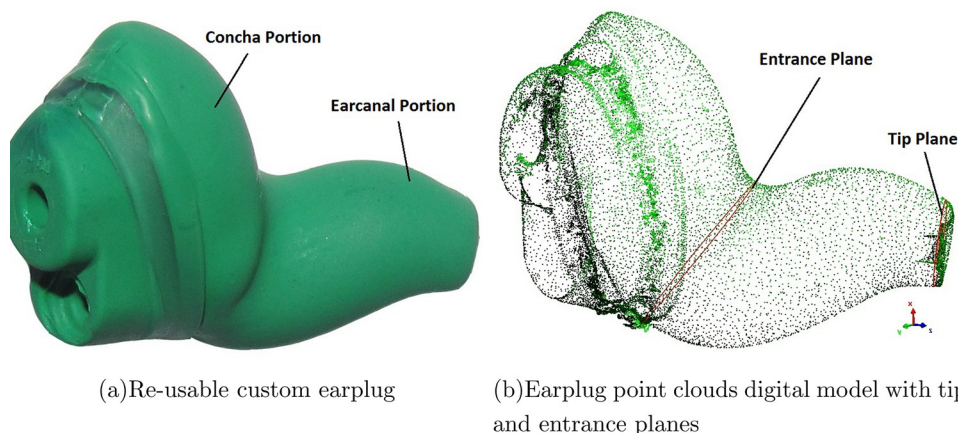 Concha Portion
Earcanal Portion
Entrance Plane
Tip Plane
x
y
z
(a)Re-usable custom earplug
(b)Earplug point clouds digital model with tip
and entrance planes